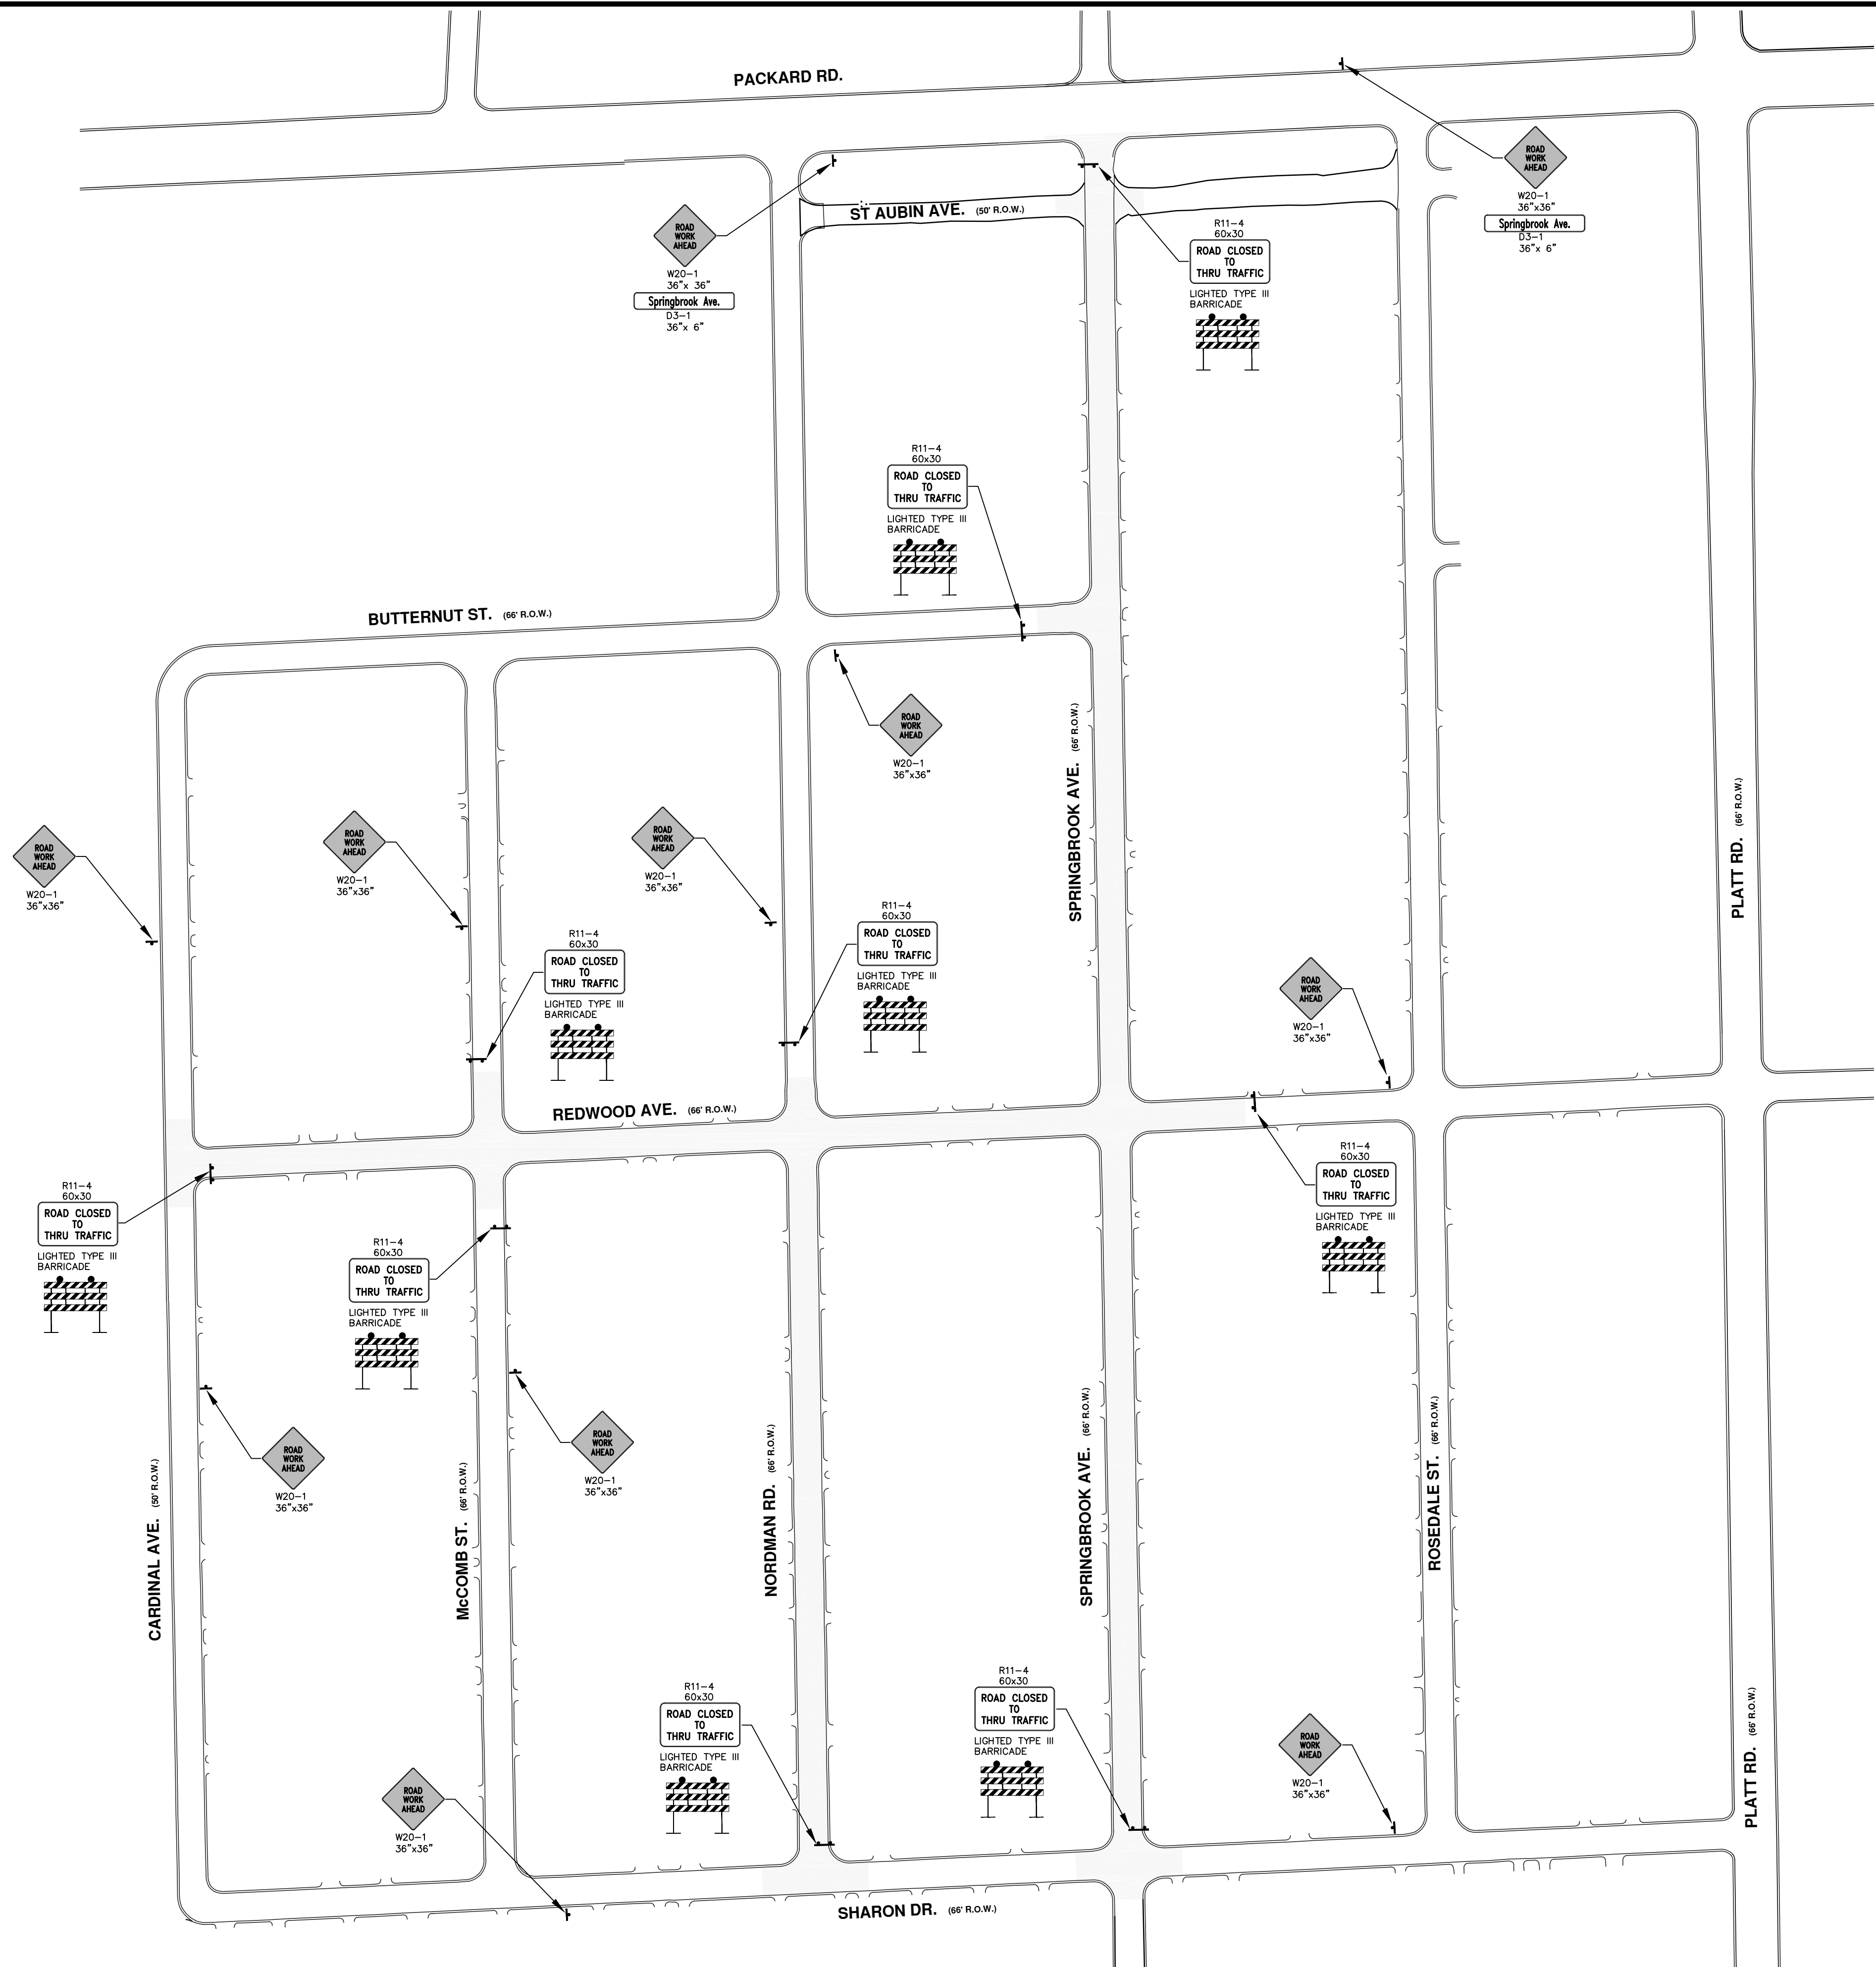 PACKARD RD.
ROAD
WORK
AHEAD
W20-1
36"x36"
Springbrook Ave.
D3-1
36"x 6"
ST AUBIN AVE. (50' R.O.W.)
ROAD
WORK
AHEAD
W20-1
36"x 36"
Springbrook Ave.
D3-1
36"x 6"
R11-4
60x30
ROAD CLOSED
TO
THRU TRAFFIC
LIGHTED TYPE III
BARRICADE
R11-4
60x30
ROAD CLOSED
TO
THRU TRAFFIC
LIGHTED TYPE III
BARRICADE
BUTTERNUT ST. (66' R.O.W.)
ROAD
WORK
AHEAD
W20-1
36"x36"
SPRINGBROOK AVE. (66' R.O.W.)
PLATT RD. (66' R.O.W.)
ROAD
WORK
AHEAD
W20-1
36"x36"
ROAD
WORK
AHEAD
W20-1
36"x36"
ROAD
WORK
AHEAD
W20-1
36"x36"
R11-4
60x30
ROAD CLOSED
TO
THRU TRAFFIC
LIGHTED TYPE III
BARRICADE
R11-4
60x30
ROAD CLOSED
TO
THRU TRAFFIC
LIGHTED TYPE III
BARRICADE
ROAD
WORK
AHEAD
W20-1
36"x36"
REDWOOD AVE. (66' R.O.W.)
R11-4
60x30
ROAD CLOSED
TO
THRU TRAFFIC
LIGHTED TYPE III
BARRICADE
R11-4
60x30
ROAD CLOSED
TO
THRU TRAFFIC
LIGHTED TYPE III
BARRICADE
R11-4
60x30
ROAD CLOSED
TO
THRU TRAFFIC
LIGHTED TYPE III
BARRICADE
ROAD
WORK
AHEAD
W20-1
36"x36"
ROAD
WORK
AHEAD
W20-1
36"x36"
CARDINAL AVE. (50' R.O.W.)
McCOMB ST. (66' R.O.W.)
NORDMAN RD. (66' R.O.W.)
SPRINGBROOK AVE. (66' R.O.W.)
ROSEDALE ST. (66' R.O.W.)
PLATT RD. (66' R.O.W.)
R11-4
60x30
ROAD CLOSED
TO
THRU TRAFFIC
LIGHTED TYPE III
BARRICADE
R11-4
60x30
ROAD CLOSED
TO
THRU TRAFFIC
LIGHTED TYPE III
BARRICADE
ROAD
WORK
AHEAD
W20-1
36"x36"
ROAD
WORK
AHEAD
W20-1
36"x36"
SHARON DR. (66' R.O.W.)